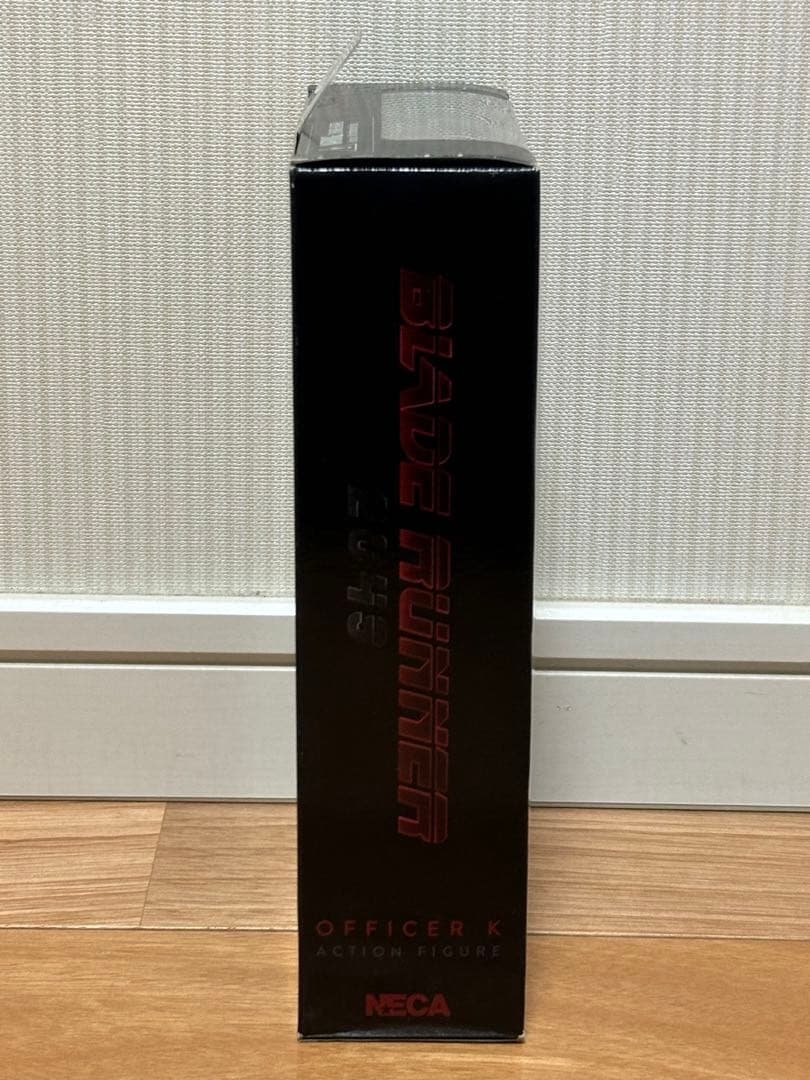 BLADE RUNNER
2049
OFFICER K
ACTION FIGURE
NECA